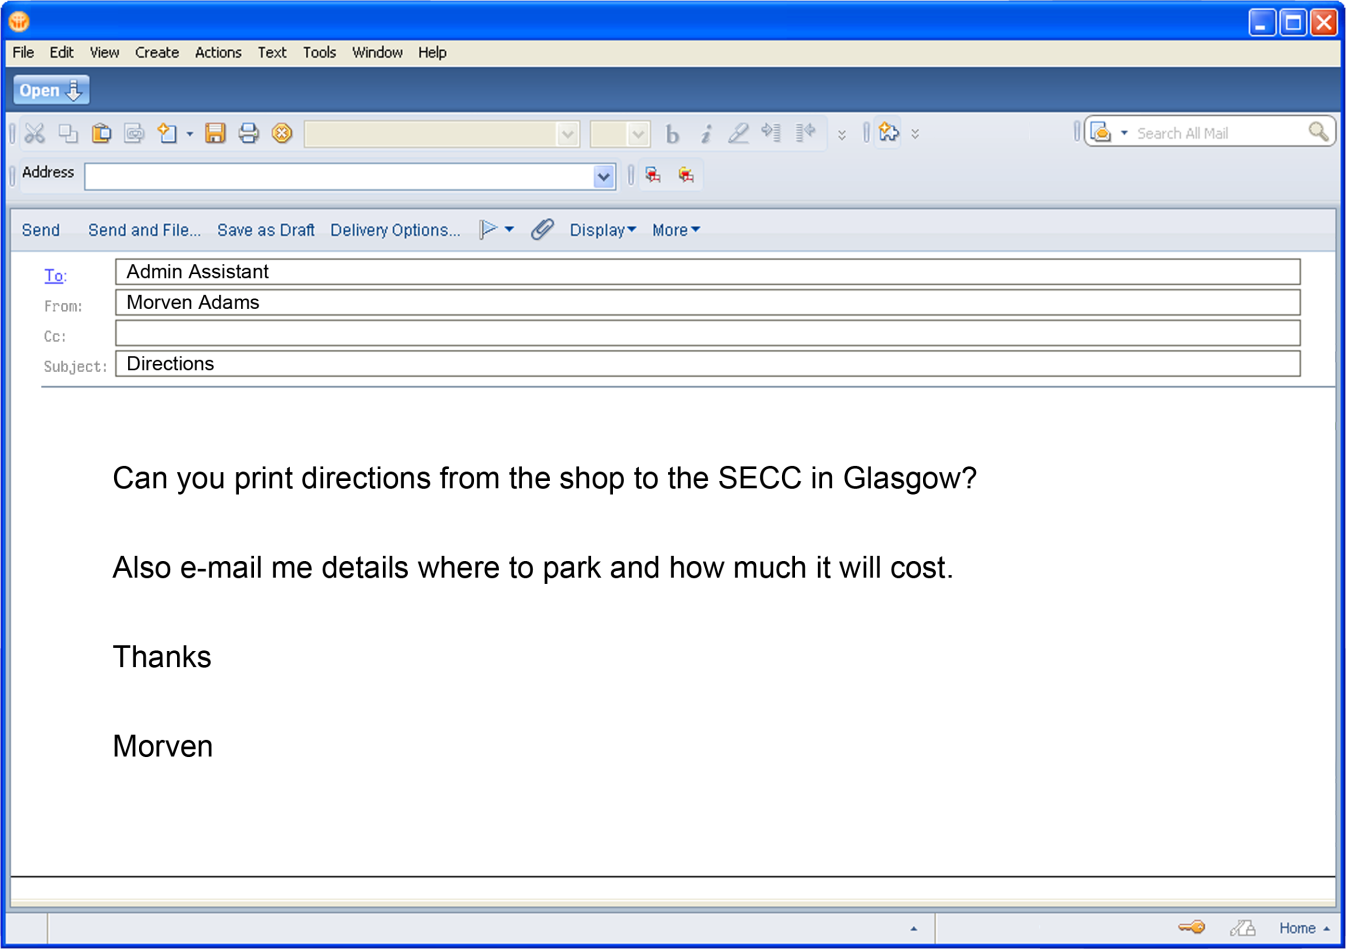 File Edit View Create Actions Text Tools Window Help
Open
b i Search All Mail
Address
Send Send and File... Save as Draft Delivery Options... Display More
To: Admin Assistant
From: Morven Adams
Cc:
Subject: Directions
Can you print directions from the shop to the SECC in Glasgow?
Also e-mail me details where to park and how much it will cost.
Thanks
Morven
Home